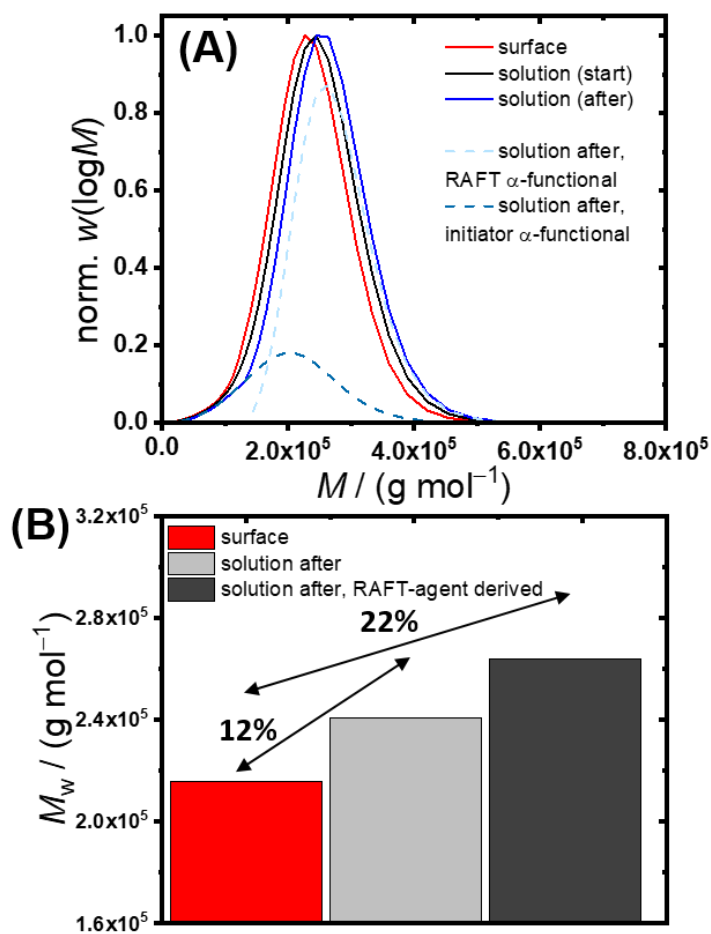 (A)
surface
solution (start)
solution (after)
solution after,
RAFT α-functional
solution after,
initiator α-functional
norm. w(logM)
1.0
0.8
0.6
0.4
0.2
0.0
0.0
2.0x10⁵
4.0x10⁵
6.0x10⁵
8.0x10⁵
M / (g mol⁻¹)
(B)
surface
solution after
solution after, RAFT-agent derived
22%
12%
M_w / (g mol⁻¹)
3.2x10⁵
2.8x10⁵
2.4x10⁵
2.0x10⁵
1.6x10⁵